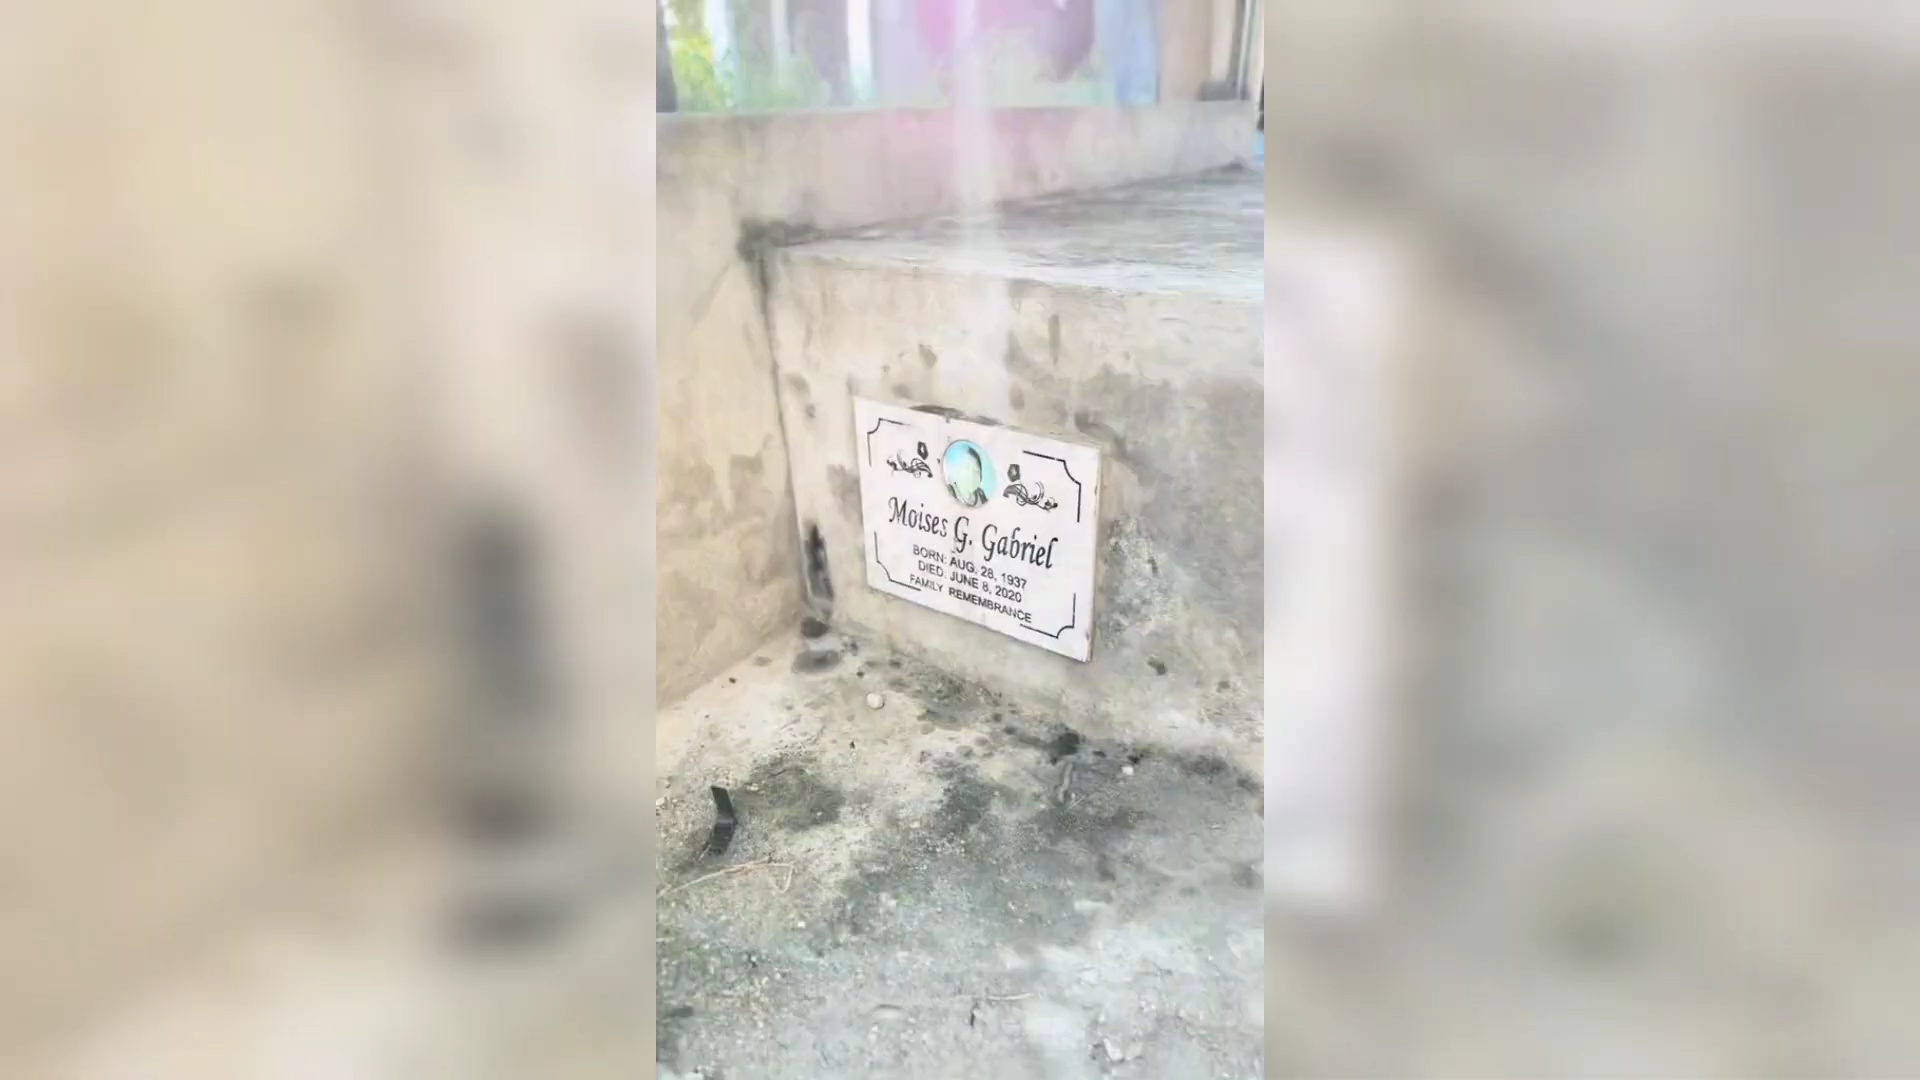 Moises G. Gabriel
BORN: AUG. 28, 1937
DIED: JUNE 8, 2020
FAMILY REMEMBRANCE